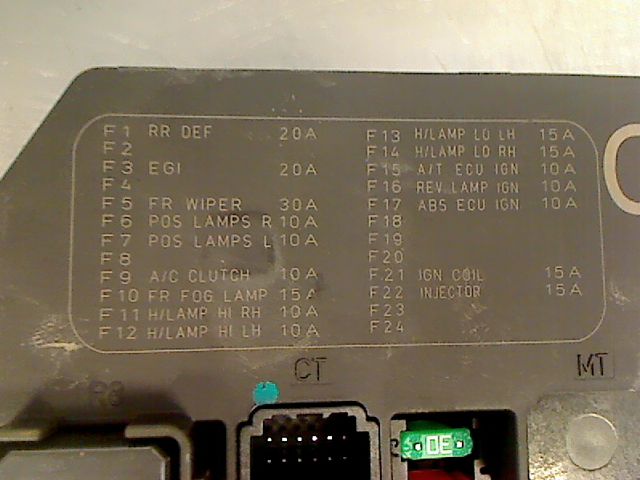 F1 RR DEF 20A
F2
F3 EGI 20A
F4
F5 FR WIPER 30A
F6 POS LAMPS R 10A
F7 POS LAMPS L 10A
F8
F9 A/C CLUTCH 10A
F10 FR FOG LAMP 15A
F11 H/LAMP HI RH 10A
F12 H/LAMP HI LH 10A
F13 H/LAMP LO LH 15A
F14 H/LAMP LO RH 15A
F15 A/T ECU IGN 10A
F16 REV LAMP IGN 10A
F17 ABS ECU IGN 10A
F18
F19
F20
F21 IGN COIL 15A
F22 INJECTOR 15A
F23
F24
CT
MT
30